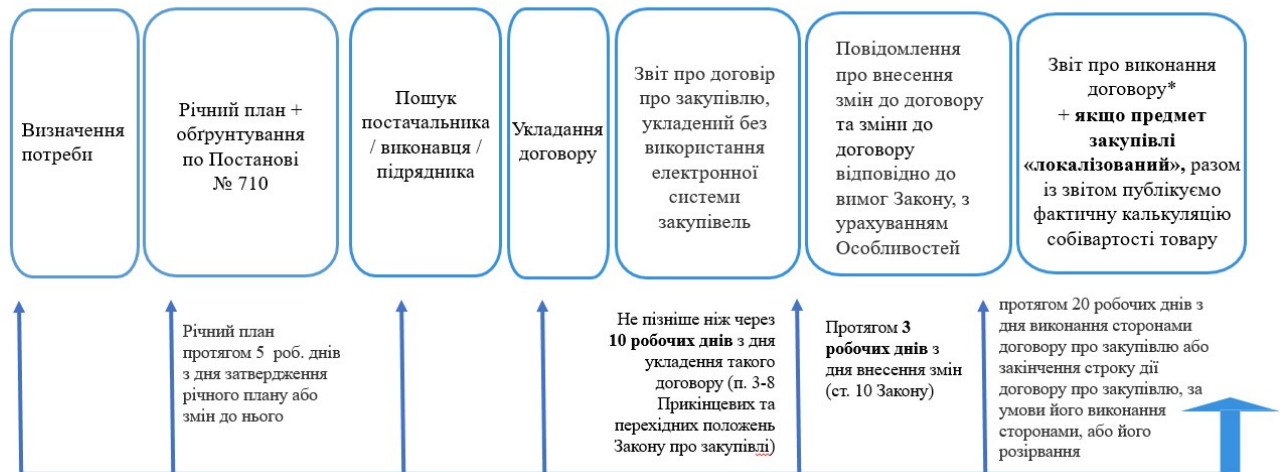 Визначення
потреби
Річний план +
обґрунтування
по Постанові
№ 710
Пошук
постачальника
/ виконавця /
підрядника
Укладання
договору
Звіт про договір
про закупівлю,
укладений без
використання
електронної
системи
закупівель
Повідомлення
про внесення
змін до договору
та зміни до
договору
відповідно до
вимог Закону, з
урахуванням
Особливостей
Звіт про виконання
договору*
+ якщо предмет
закупівлі
«локалізований», разом
із звітом публікуємо
фактичну калькуляцію
собівартості товару
Річний план
протягом 5 роб. днів
з дня затвердження
річного плану або
змін до нього
Не пізніше ніж через
10 робочих днів з дня
укладення такого
договору (п. 3-8
Прикінцевих та
перехідних положень
Закону про закупівлі)
Протягом 3
робочих днів з
дня внесення змін
(ст. 10 Закону)
протягом 20 робочих днів з
дня виконання сторонами
договору про закупівлю або
закінчення строку дії
договору про закупівлю, за
умови його виконання
сторонами, або його
розірвання